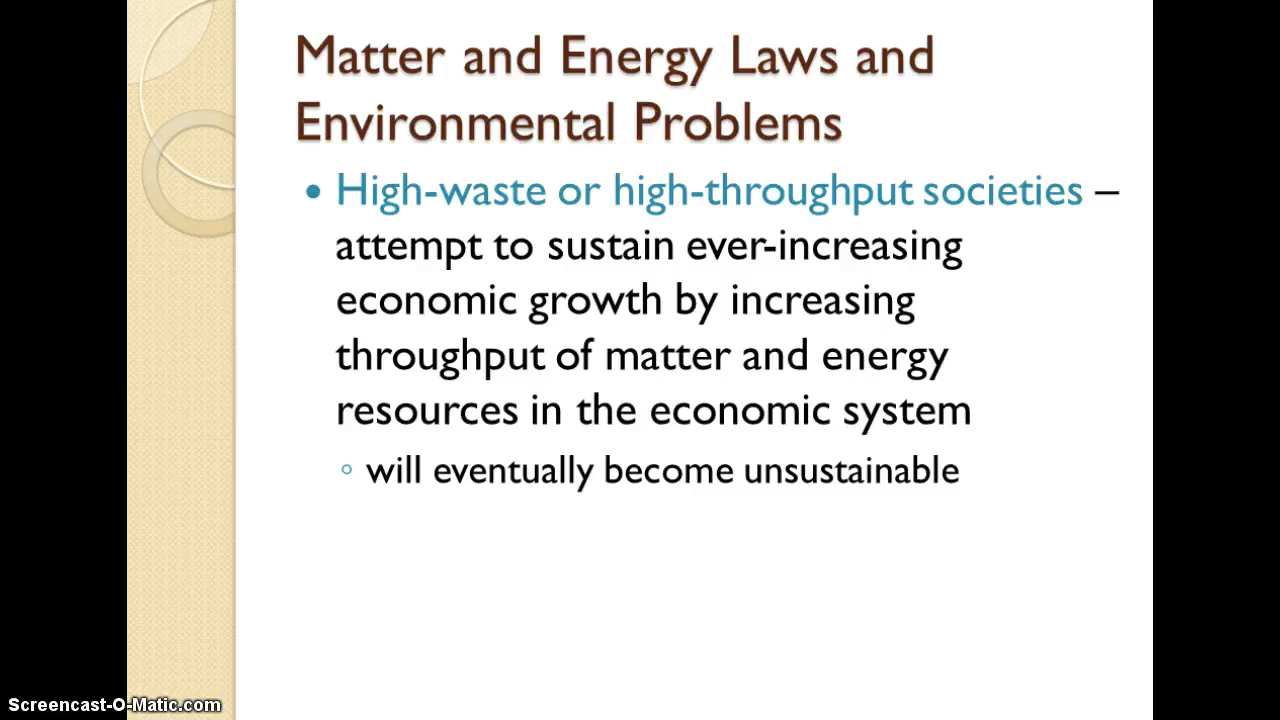 Matter and Energy Laws and
Environmental Problems
• High-waste or high-throughput societies –
attempt to sustain ever-increasing
economic growth by increasing
throughput of matter and energy
resources in the economic system
◦ will eventually become unsustainable
Screencast-O-Matic.com